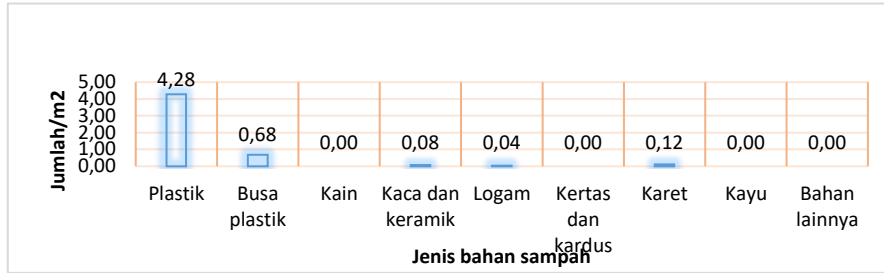 Jumlah/m2
5,00
4,00
3,00
2,00
1,00
0,00
4,28
0,68
0,00
0,08
0,04
0,00
0,12
0,00
0,00
Plastik
Busa
plastik
Kain
Kaca dan
keramik
Logam
Kertas
dan
kardus
Karet
Kayu
Bahan
lainnya
Jenis bahan sampah